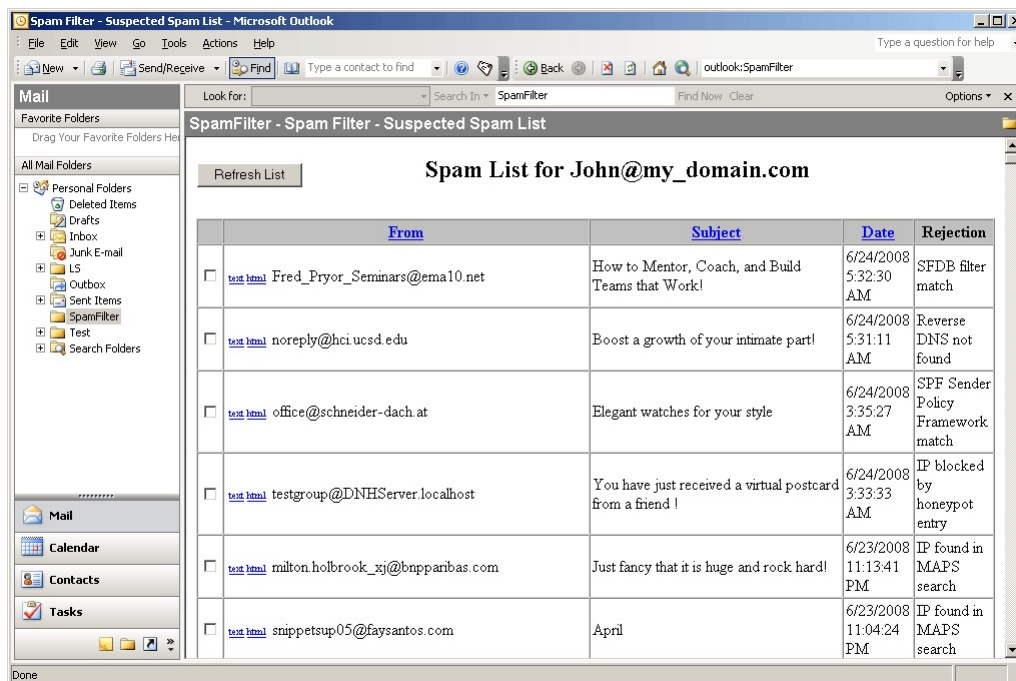 Spam Filter - Suspected Spam List - Microsoft Outlook
File Edit View Go Tools Actions Help
Type a question for help
New Send/Receive Find Type a contact to find Back outlook:SpamFilter
Mail
Look for: Search In SpamFilter Find Now Clear Options
Favorite Folders
Drag Your Favorite Folders Her
SpamFilter - Spam Filter - Suspected Spam List
All Mail Folders
Personal Folders
Deleted Items
Drafts
Inbox
Junk E-mail
LS
Outbox
Sent Items
SpamFilter
Test
Search Folders
Mail
Calendar
Contacts
Tasks
Refresh List
Spam List for John@my_domain.com
From Subject Date Rejection
text html Fred_Pryor_Seminars@ema10.net
How to Mentor, Coach, and Build
Teams that Work!
6/24/2008
5:32:30
AM
SFDB filter
match
text html noreply@hci.ucsd.edu
Boost a growth of your intimate part!
6/24/2008
5:31:11
AM
Reverse
DNS not
found
text html office@schneider-dach.at
Elegant watches for your style
6/24/2008
3:35:27
AM
SPF Sender
Policy
Framework
match
text html testgroup@DNHServer.localhost
You have just received a virtual postcard
from a friend !
6/24/2008
3:33:33
AM
IP blocked
by
honeypot
entry
text html milton.holbrook_xj@bnpparibas.com
Just fancy that it is huge and rock hard!
6/23/2008
11:13:41
PM
IP found in
MAPS
search
text html snippetsup05@faysantos.com
April
6/23/2008
11:04:24
PM
IP found in
MAPS
search
Done